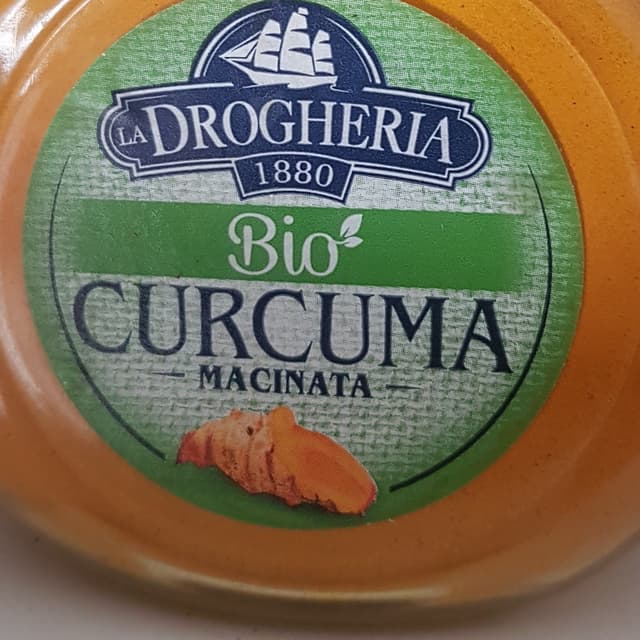 LA DROGHERIA
1880
Bio
CURCUMA
MACINATA